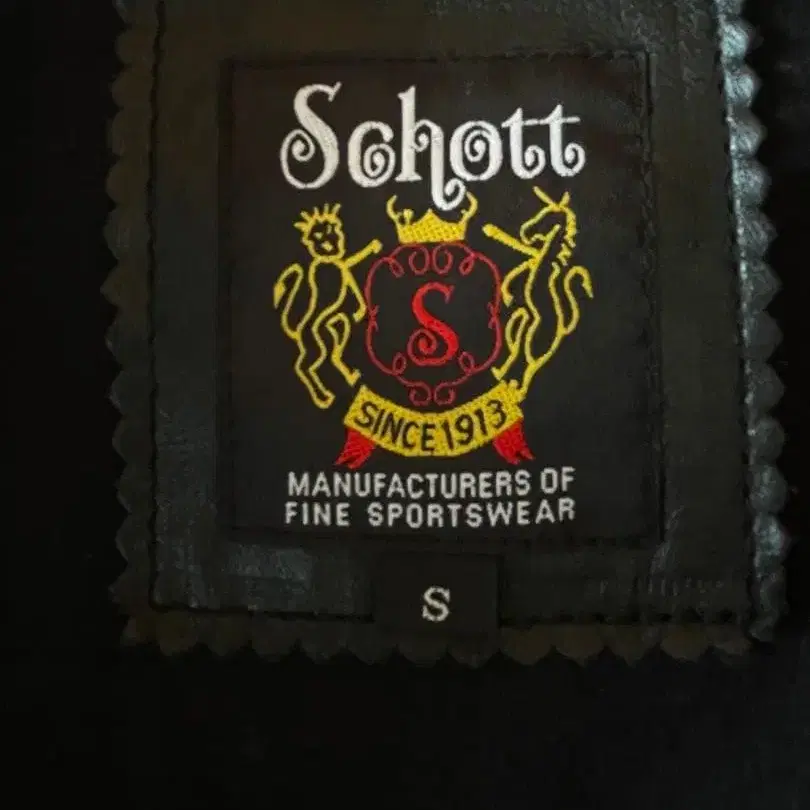 Schott
S
SINCE 1913
MANUFACTURERS OF
FINE SPORTSWEAR
S